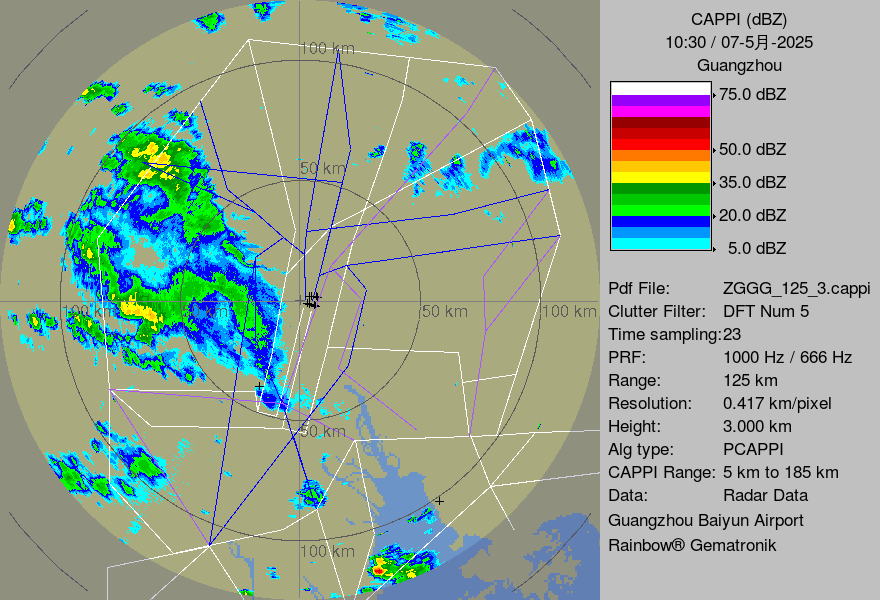 100 km
50 km
100 km
50 km
50 km
100 km
50 km
100 km
CAPPI (dBZ)
10:30 / 07-5月-2025
Guangzhou
75.0 dBZ
50.0 dBZ
35.0 dBZ
20.0 dBZ
5.0 dBZ
Pdf File: ZGGG_125_3.cappi
Clutter Filter: DFT Num 5
Time sampling:23
PRF: 1000 Hz / 666 Hz
Range: 125 km
Resolution: 0.417 km/pixel
Height: 3.000 km
Alg type: PCAPPI
CAPPI Range: 5 km to 185 km
Data: Radar Data
Guangzhou Baiyun Airport
Rainbow® Gematronik